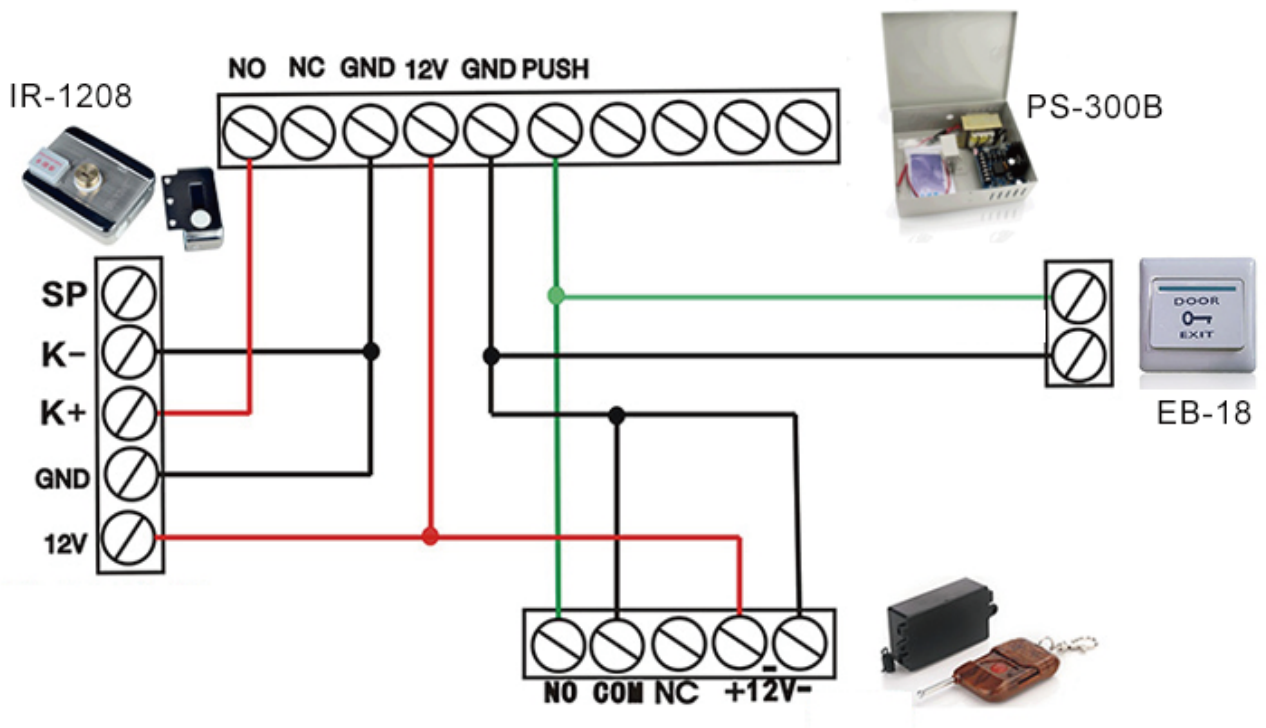 NO NC GND 12V GND PUSH
IR-1208
PS-300B
SP
K-
K+
GND
12V
DOOR
EXIT
EB-18
NO COM NC +12V-